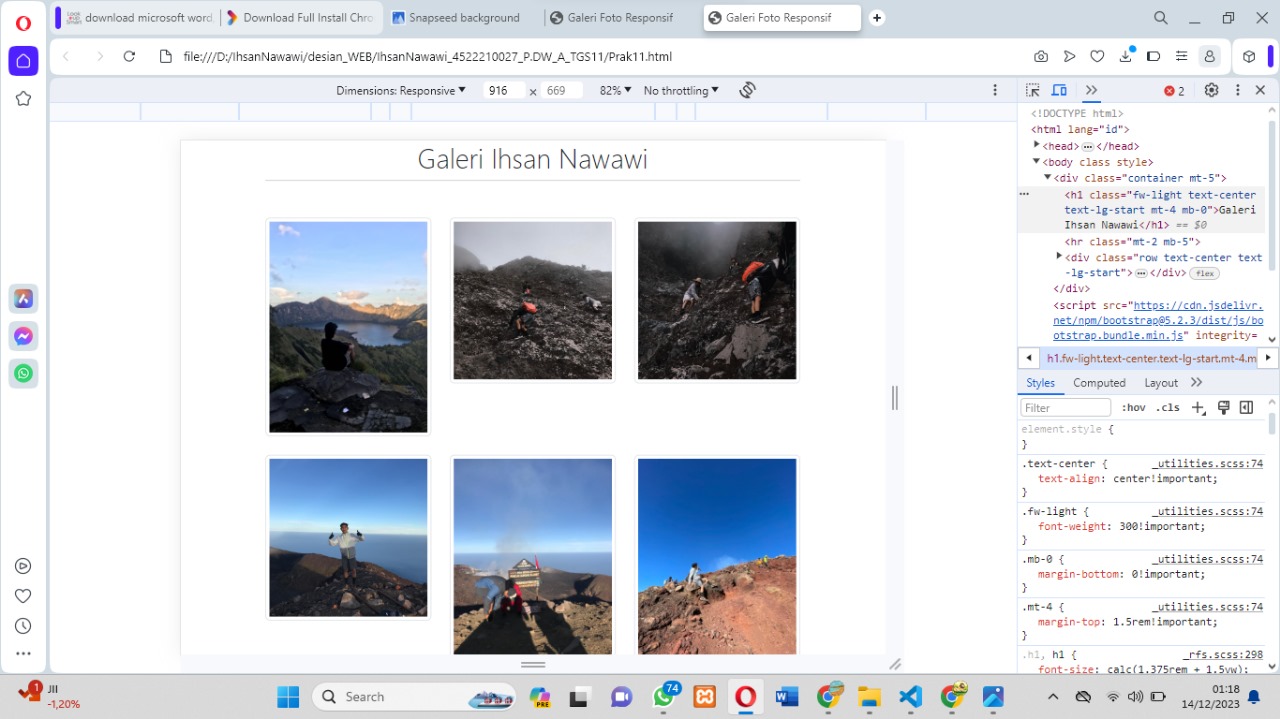 download microsoft word.
Download Full Install Chro
Snapseed background
Galeri Foto Responsif
Galeri Foto Responsif
file:///D:/IhsanNawawi/desian_WEB/IhsanNawawi_4522210027_P.DW_A_TGS11/Prak11.html
Dimensions: Responsive
916
x
669
82%
No throttling
2
Galeri Ihsan Nawawi
<!DOCTYPE html>
<html lang="id">
<head> </head>
<body class style>
<div class="container mt-5">
<h1 class="fw-light text-center
text-lg-start mt-4 mb-0">Galeri
Ihsan Nawawi</h1> == $0
<hr class="mt-2 mb-5">
<div class="row text-center text
-lg-start"> </div> flex
</div>
<script src="https://cdn.jsdelivr.
net/npm/bootstrap@5.2.3/dist/js/bo
otstrap.bundle.min.js" integrity=
h1.fw-light.text-center.text-lg-start.mt-4.m
Styles
Computed
Layout
Filter
:hov
.cls
element.style {
}
.text-center {
_utilities.scss:74
text-align: center!important;
}
.fw-light {
_utilities.scss:74
font-weight: 300!important;
}
.mb-0 {
_utilities.scss:74
margin-bottom: 0!important;
}
.mt-4 {
_utilities.scss:74
margin-top: 1.5rem!important;
}
.h1, h1 {
_rfs.scss:298
font-size: calc(1.375rem + 1.5vw);
1
JII
1,20%
Search
PRE
74
01:18
14/12/2023